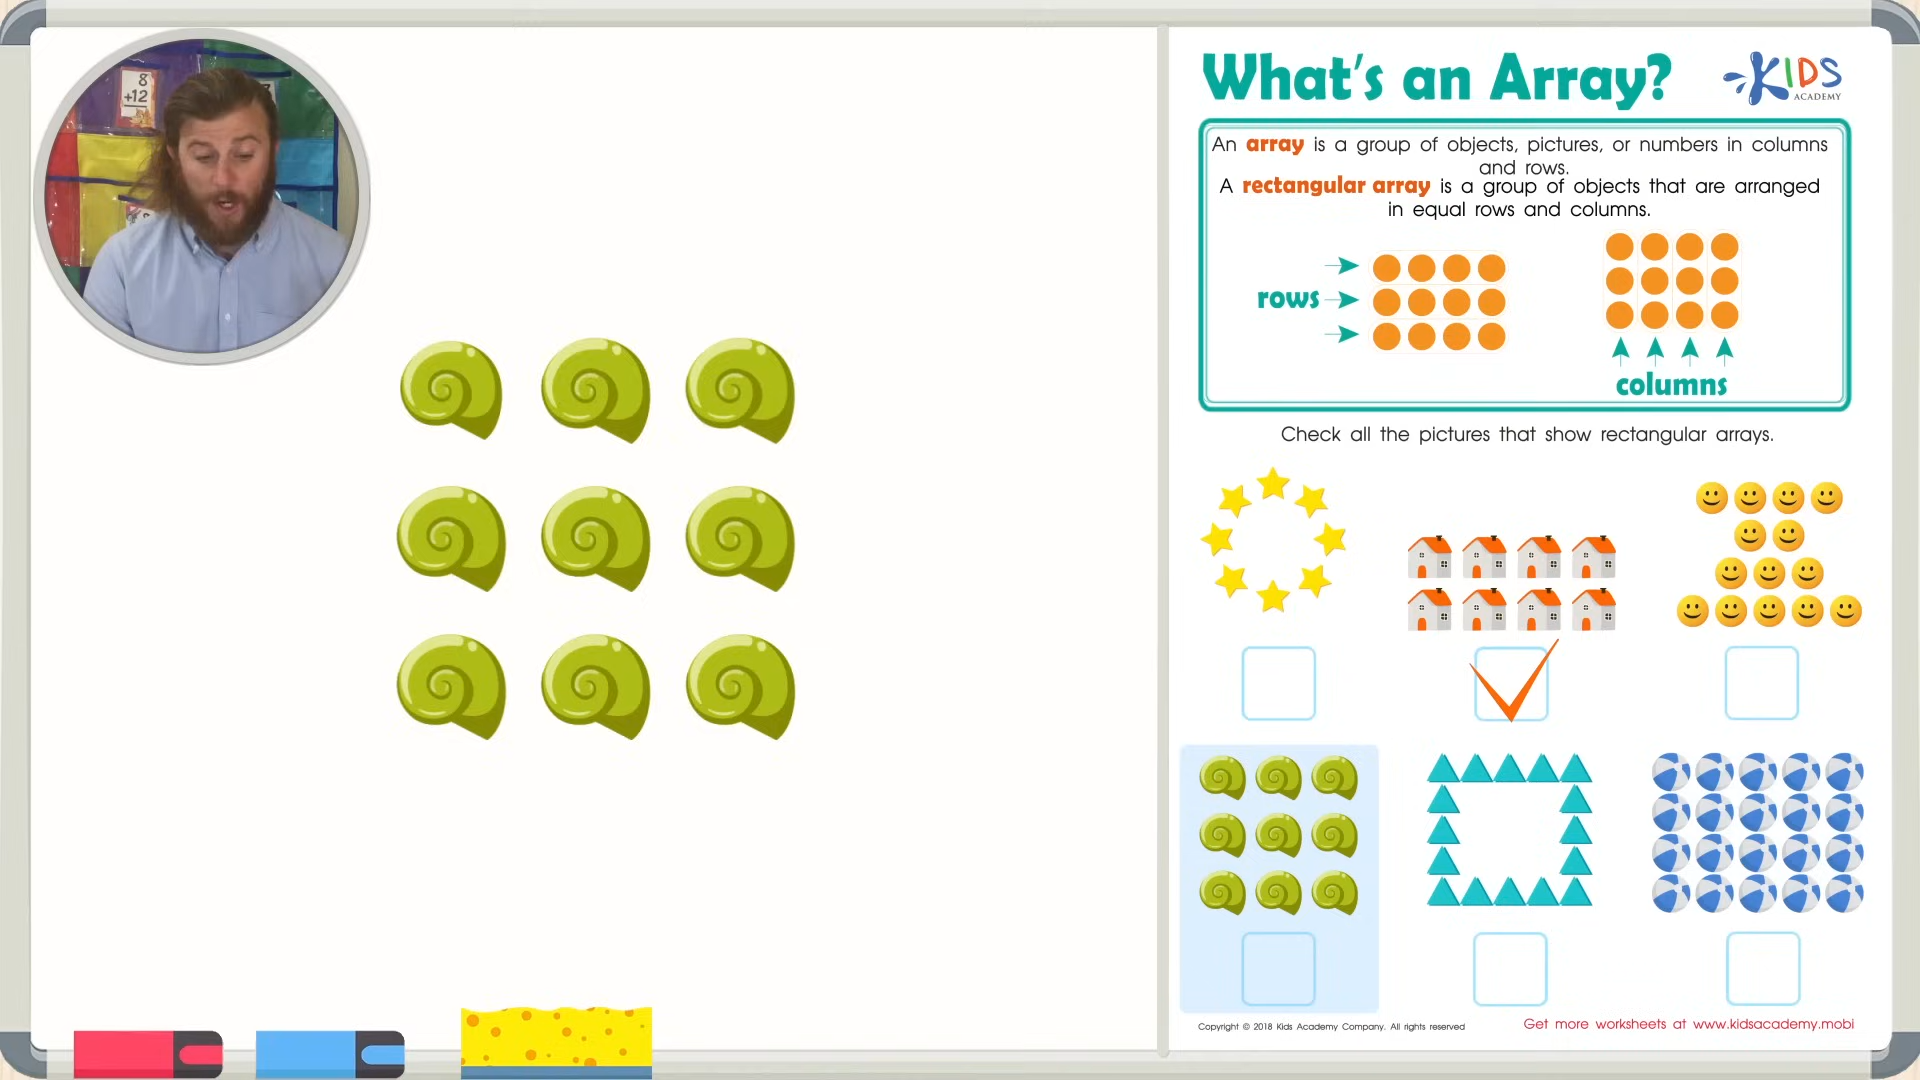 8
+12
What's an Array?
KIDS
ACADEMY
An array is a group of objects, pictures, or numbers in columns
and rows.
A rectangular array is a group of objects that are arranged
in equal rows and columns.
rows
columns
Check all the pictures that show rectangular arrays.
Copyright © 2018 Kids Academy Company. All rights reserved
Get more worksheets at www.kidsacademy.mobi